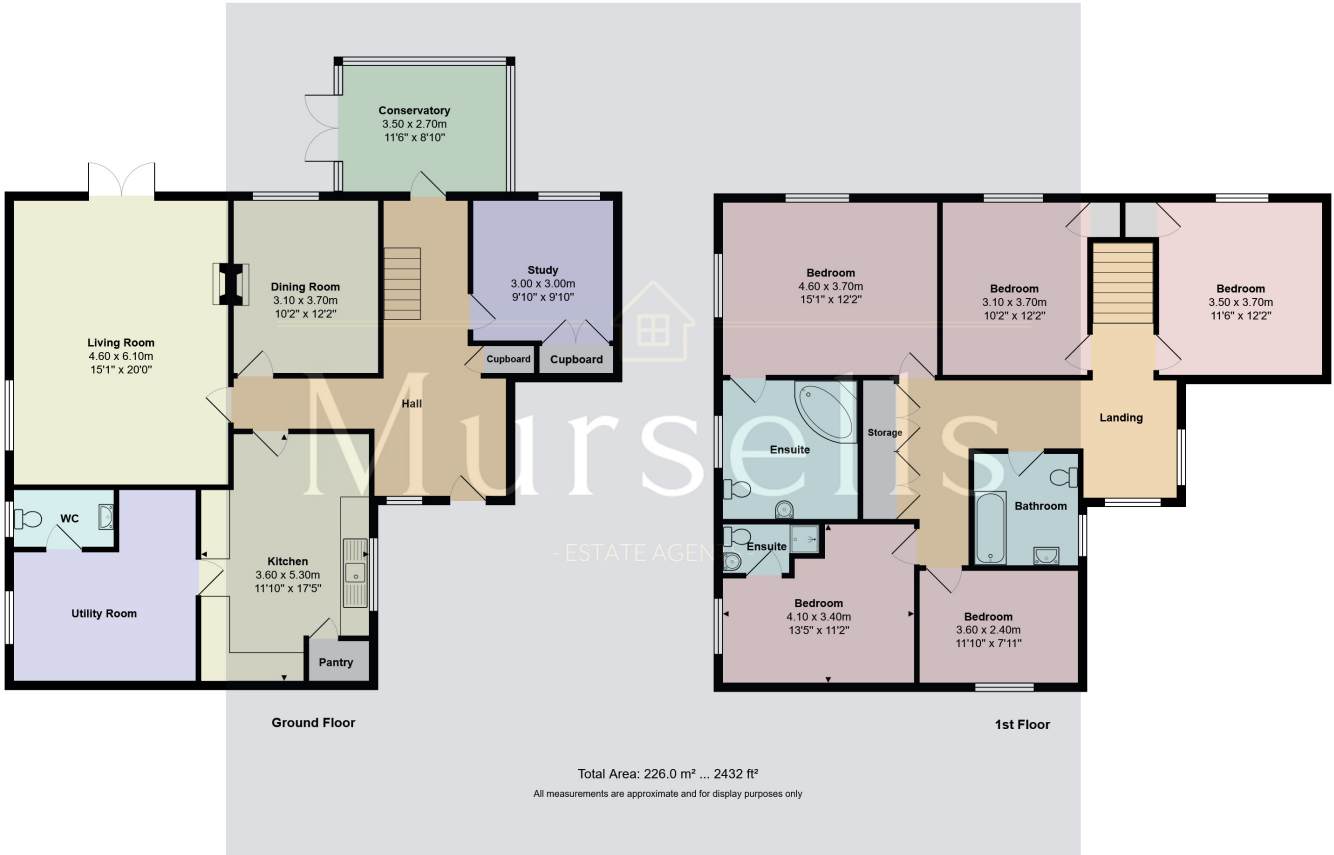 Conservatory
3.50 x 2.70m
11'6" x 8'10"
Living Room
4.60 x 6.10m
15'1" x 20'0"
Dining Room
3.10 x 3.70m
10'2" x 12'2"
Study
3.00 x 3.00m
9'10" x 9'10"
Cupboard
Cupboard
Hall
WC
Utility Room
Kitchen
3.60 x 5.30m
11'10" x 17'5"
Pantry
Ground Floor
Bedroom
4.60 x 3.70m
15'1" x 12'2"
Bedroom
3.10 x 3.70m
10'2" x 12'2"
Bedroom
3.50 x 3.70m
11'6" x 12'2"
Landing
Storage
Ensuite
Bathroom
Ensuite
Bedroom
4.10 x 3.40m
13'5" x 11'2"
Bedroom
3.60 x 2.40m
11'10" x 7'11"
1st Floor
Mursells
- ESTATE AGENT
Total Area: 226.0 m² ... 2432 ft²
All measurements are approximate and for display purposes only